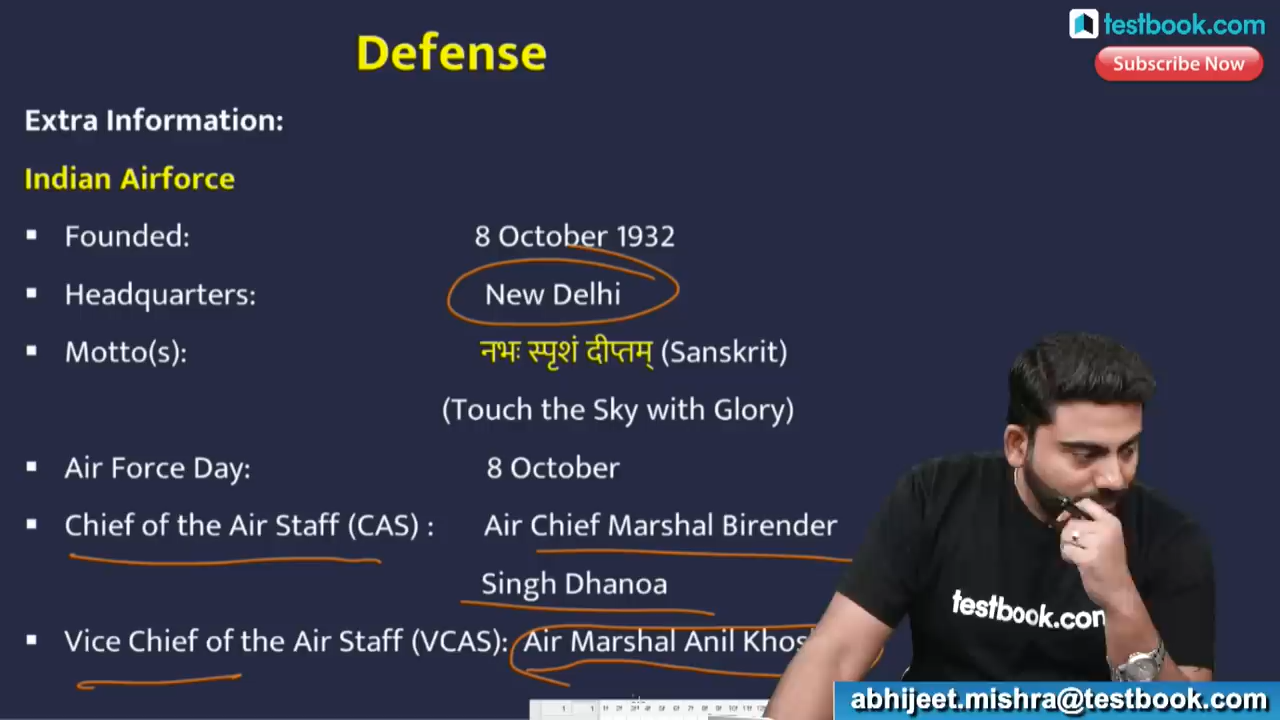 testbook.com
Subscribe Now
Defense
Extra Information:
Indian Airforce
▪ Founded: 8 October 1932
▪ Headquarters: New Delhi
▪ Motto(s): नभः स्पृशं दीप्तम् (Sanskrit)
(Touch the Sky with Glory)
▪ Air Force Day: 8 October
▪ Chief of the Air Staff (CAS) : Air Chief Marshal Birender
Singh Dhanoa
▪ Vice Chief of the Air Staff (VCAS): Air Marshal Anil
testbook.com
abhijeet.mishra@testbook.com